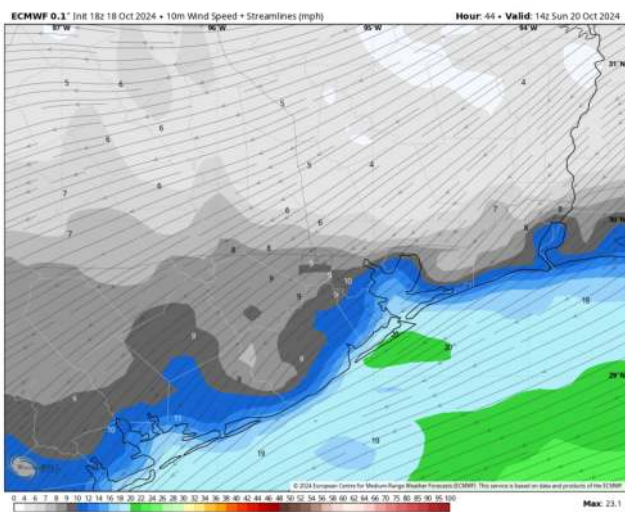 ECMWF 0.1° Init 18z 18 Oct 2024 • 10m Wind Speed + Streamlines (mph) Hour: 44 • Valid: 14z Sun 20 Oct 2024
97°W 96°W 95°W 94°W
31°N
5 6 5 4
6
6
5 4
6
7
6 6 7 8
7 8
8 8
9 9
9 10
9 9
18
9
20
9
29°N
10 11
19 19
© 2024 European Centre for Medium-Range Weather Forecasts (ECMWF). This service is based on data and products of the ECMWF
0 4 6 7 8 9 10 12 14 16 18 20 22 24 26 28 30 32 34 36 38 40 42 44 46 48 50 52 54 56 58 60 65 70 75 80 85 90 95 100
Max: 23.1